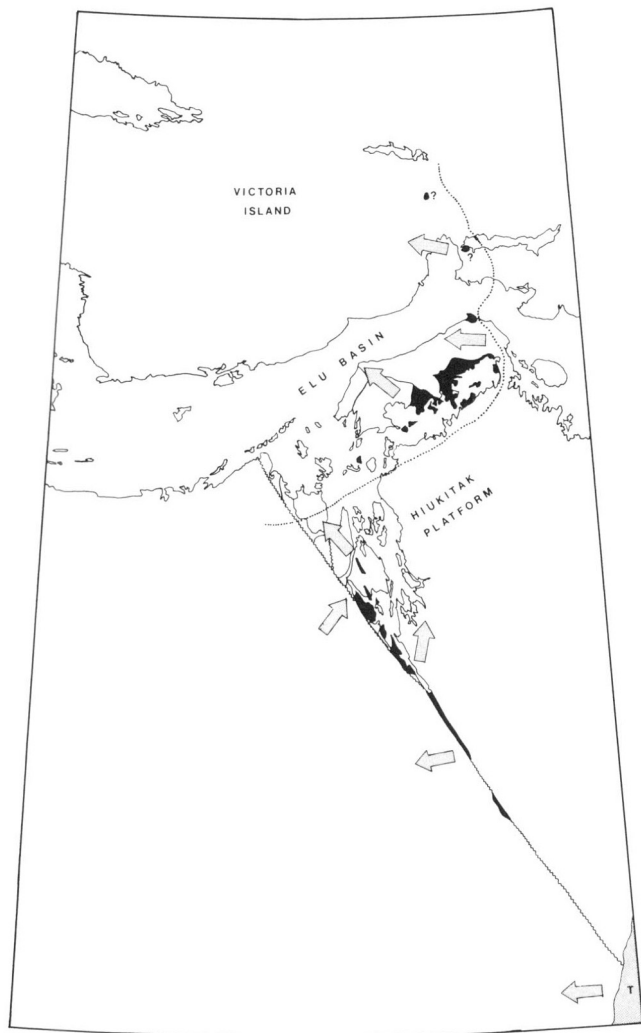 VICTORIA
ISLAND
?
?
ELU BASIN
HIUKITAK
PLATFORM
T